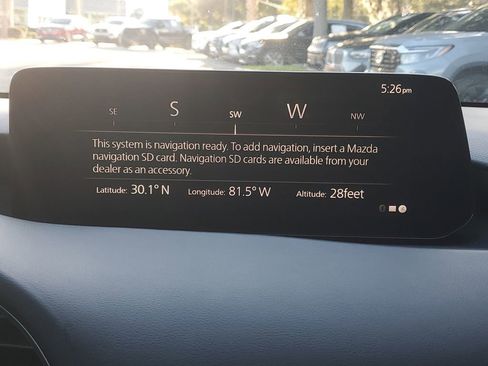 5:26pm
SE S SW W NW
This system is navigation ready. To add navigation, insert a Mazda
navigation SD card. Navigation SD cards are available from your
dealer as an accessory.
Latitude: 30.1° N Longitude: 81.5° W Altitude: 28feet